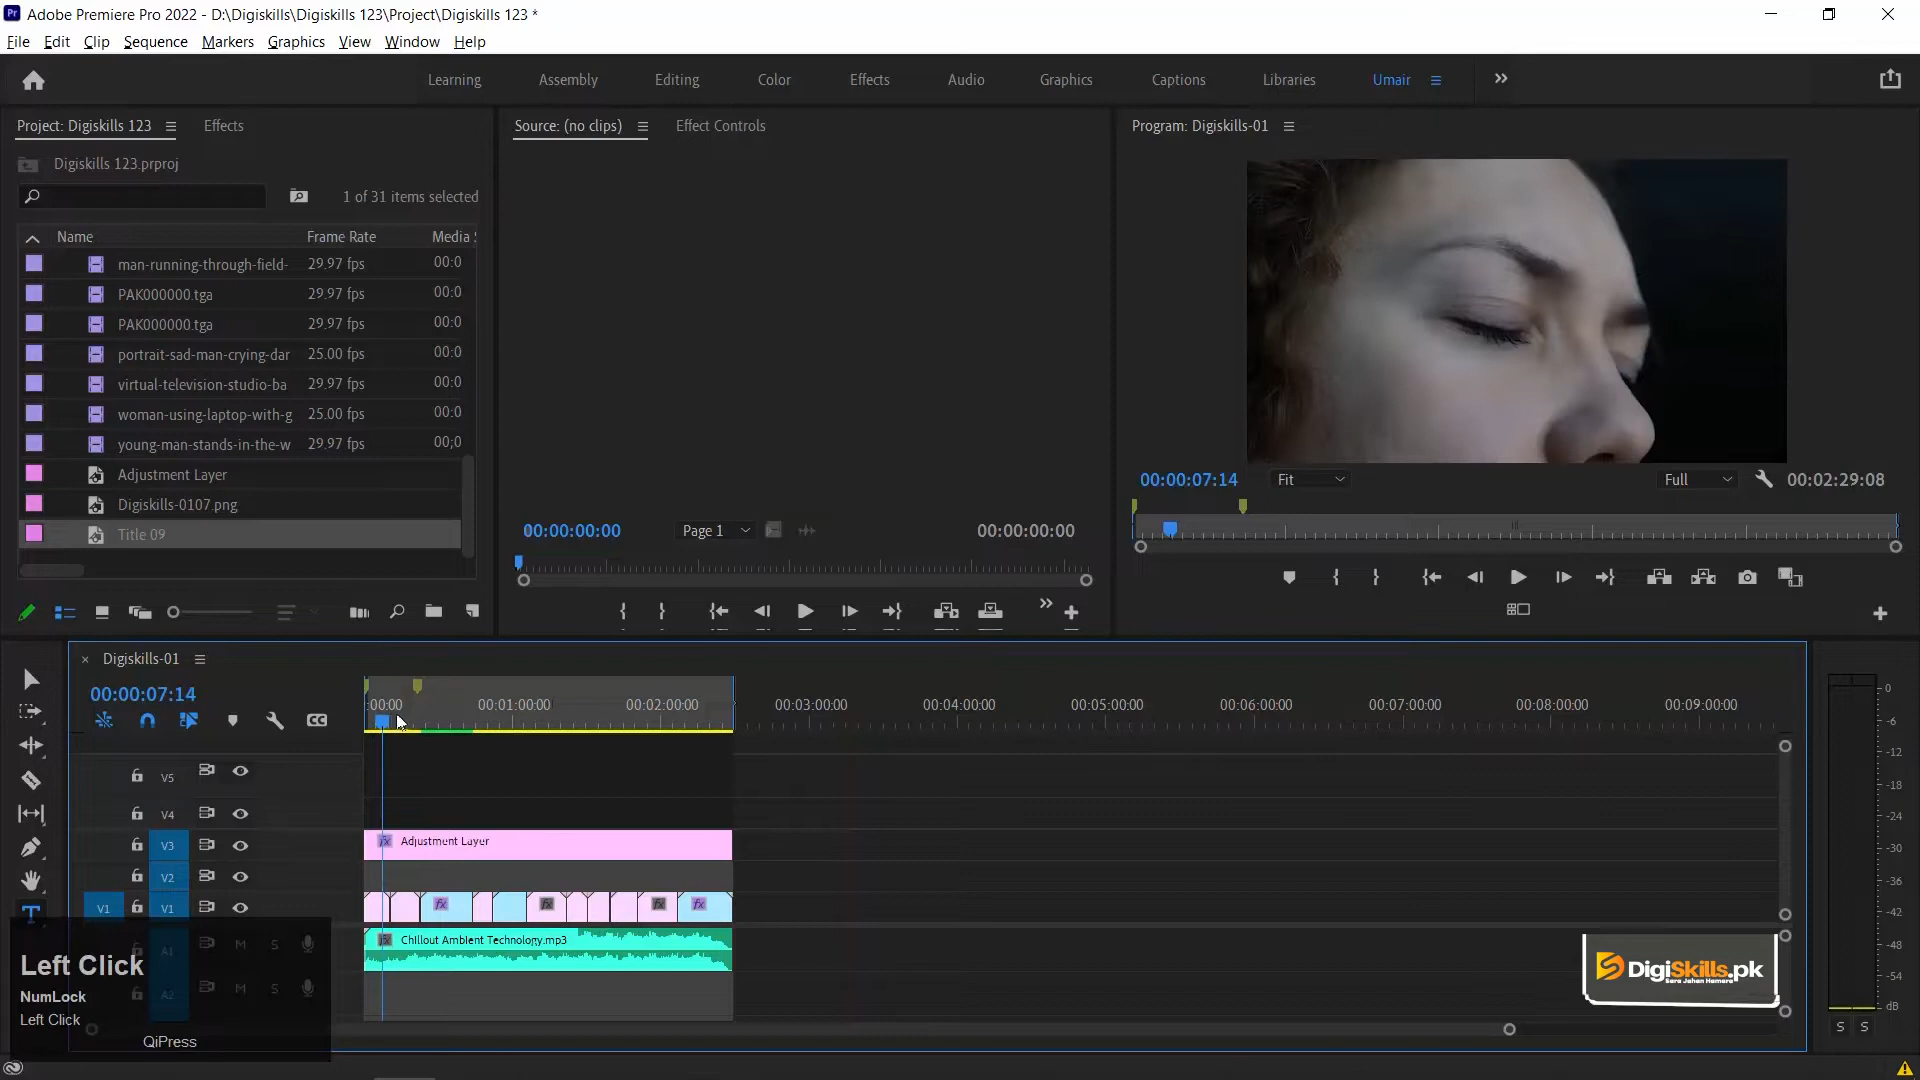 Adobe Premiere Pro 2022 - D:\Digiskills\Digiskills 123\Project\Digiskills 123 *
File Edit Clip Sequence Markers Graphics View Window Help
Learning Assembly Editing Color Effects Audio Graphics Captions Libraries Umair
Project: Digiskills 123 Effects
Source: (no clips) Effect Controls
Program: Digiskills-01
Digiskills 123.prproj
1 of 31 items selected
Name Frame Rate Media
man-running-through-field- 29.97 fps 00:0
PAK000000.tga 29.97 fps 00:0
PAK000000.tga 29.97 fps 00:0
portrait-sad-man-crying-dar 25.00 fps 00:0
virtual-television-studio-ba 29.97 fps 00:0
woman-using-laptop-with-g 25.00 fps 00:0
young-man-stands-in-the-w 29.97 fps 00;0
Adjustment Layer
Digiskills-0107.png
Title 09
00:00:00:00 Page 1 00:00:00:00
00:00:07:14 Fit Full 00:02:29:08
Digiskills-01
00:00:07:14
:00:00 00:01:00:00 00:02:00:00 00:03:00:00 00:04:00:00 00:05:00:00 00:06:00:00 00:07:00:00 00:08:00:00 00:09:00:00
V5
V4
V3 fx Adjustment Layer
V2
V1 V1 fx fx fx fx
A1 M S fx Chillout Ambient Technology.mp3
A2 M S
Left Click
NumLock
Left Click
QiPress
DigiSkills.pk
Sara Jahan Hamara
0
-6
-12
-18
-24
-30
-36
-42
-48
-54
dB
S S